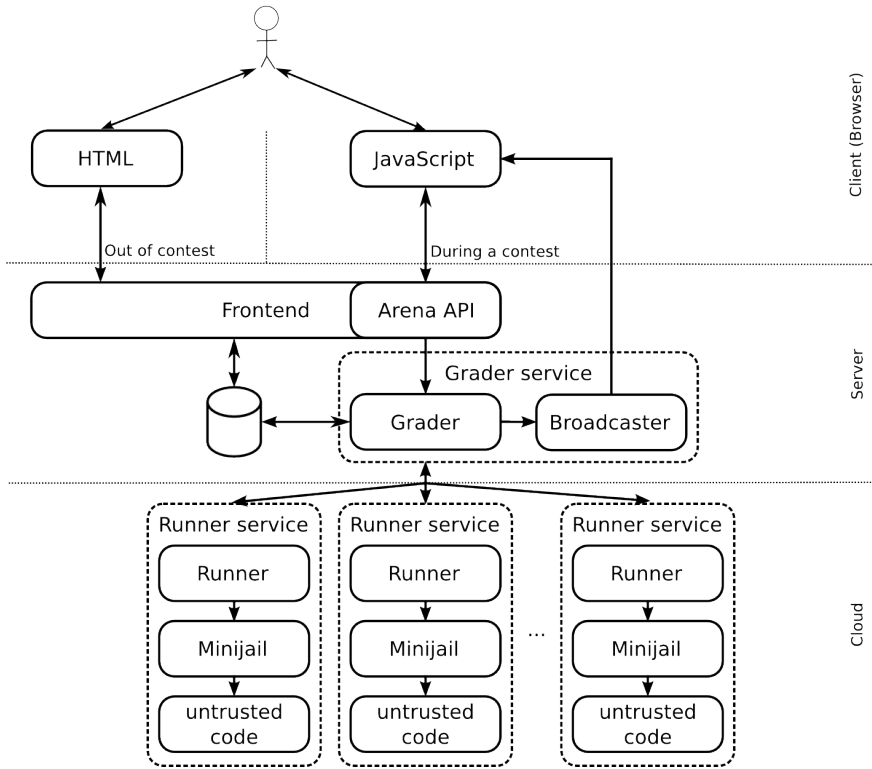 HTML
JavaScript
Client (Browser)
Out of contest
During a contest
Frontend
Arena API
Server
Grader service
Grader
Broadcaster
Runner service
Runner service
Runner service
Runner
Runner
Runner
Minijail
Minijail
...
Minijail
Cloud
untrusted
code
untrusted
code
untrusted
code